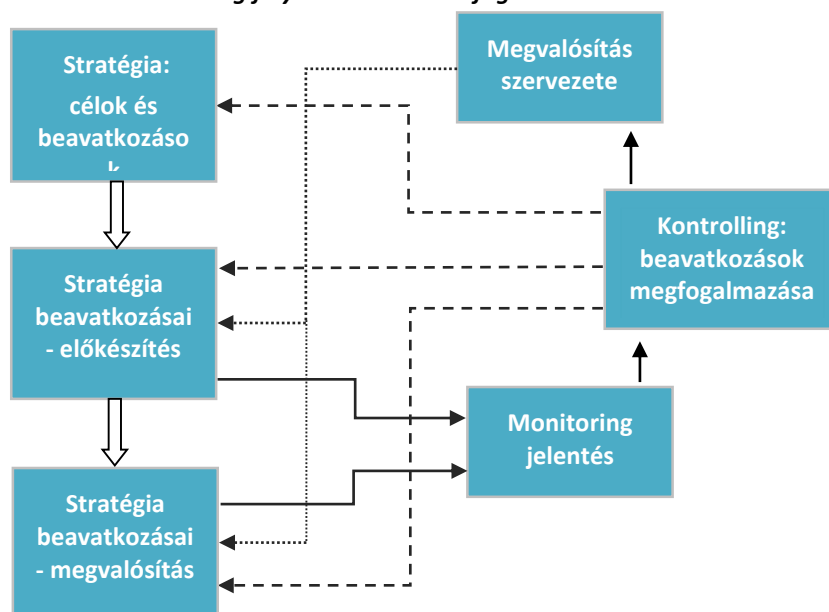 Stratégia:
célok és
beavatkozáso
k
Megvalósítás
szervezete
Kontrolling:
beavatkozások
megfogalmazása
Stratégia
beavatkozásai
- előkészítés
Monitoring
jelentés
Stratégia
beavatkozásai
- megvalósítás